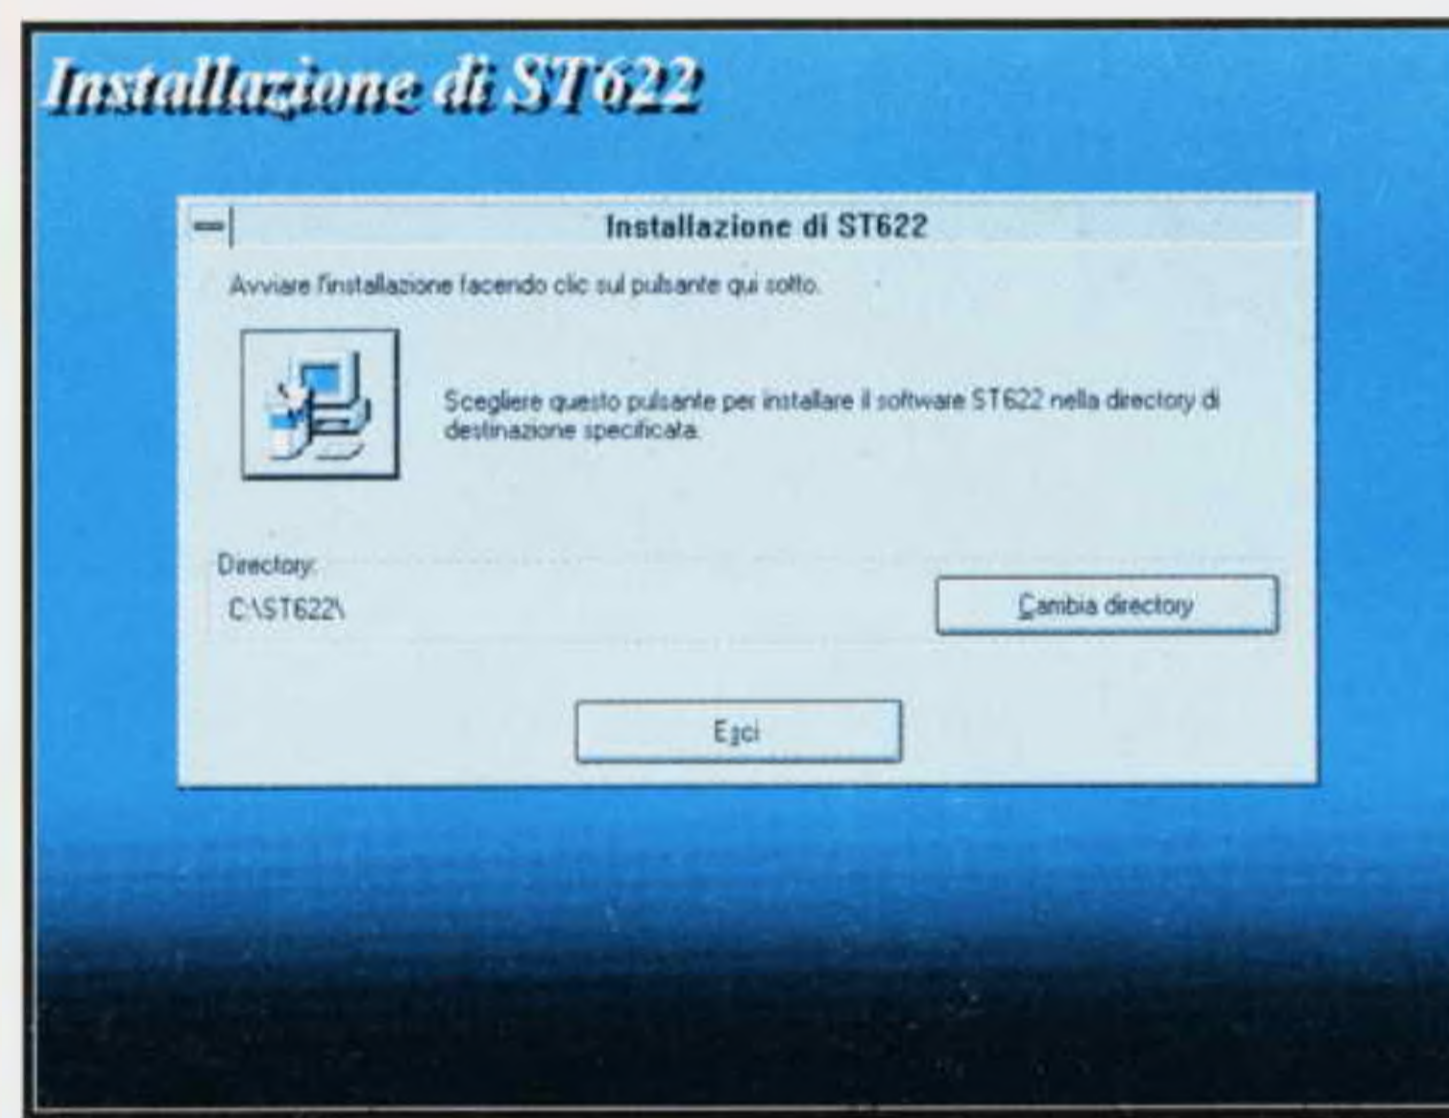 Installazione di ST622
Installazione di ST622
Avviare l'installazione facendo clic sul pulsante qui sotto.
Scegliere questo pulsante per installare il software ST622 nella directory di
destinazione specificata.
Directory:
C:\ST622\
Cambia directory
Esci